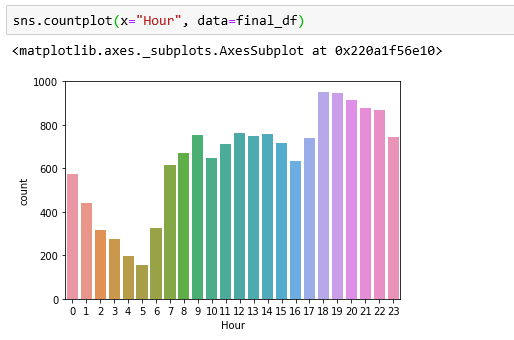 sns.countplot(x="Hour", data=final_df)
<matplotlib.axes._subplots.AxesSubplot at 0x220a1f56e10>
1000
800
600
400
200
0
count
0 1 2 3 4 5 6 7 8 9 10 11 12 13 14 15 16 17 18 19 20 21 22 23
Hour